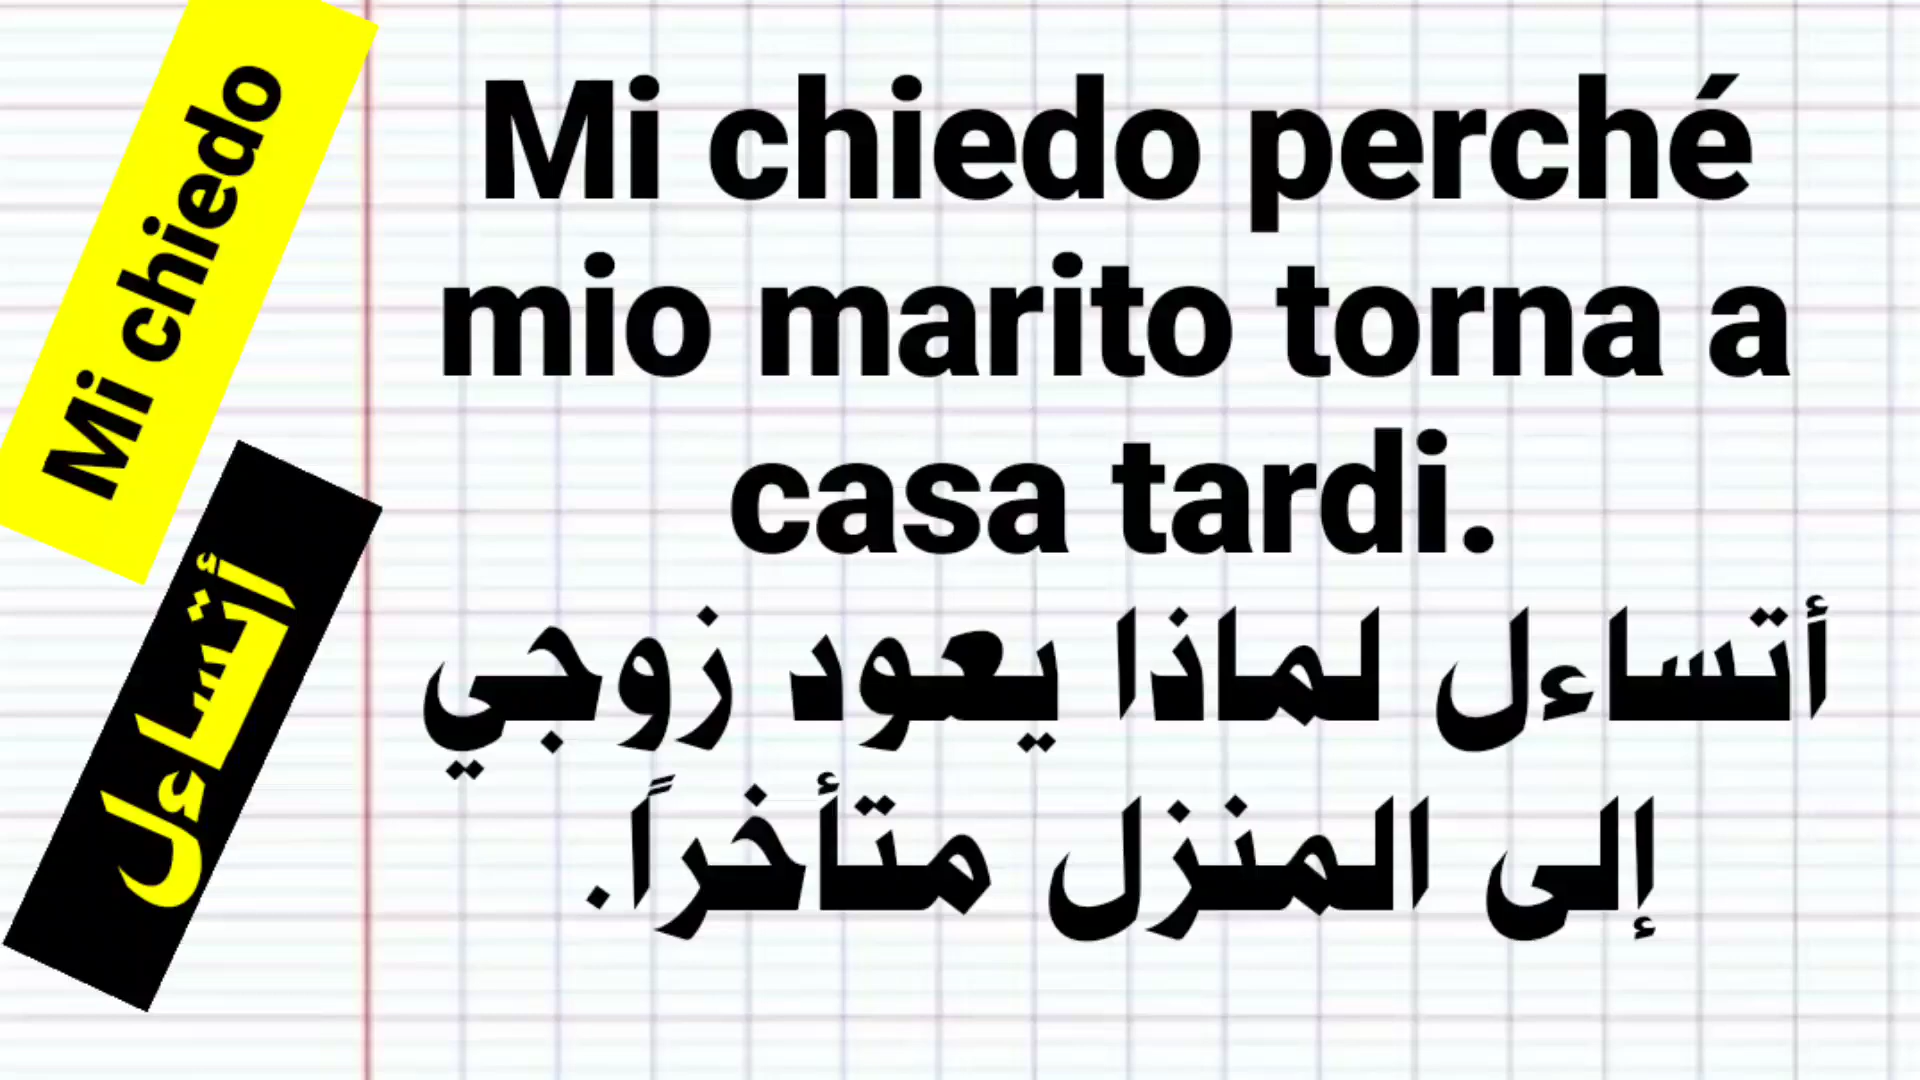 Mi chiedo
أتساءل
Mi chiedo perché
mio marito torna a
casa tardi.
أتساءل لماذا يعود زوجي
إلى المنزل متأخراً.